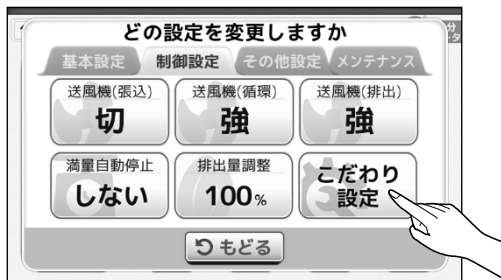 どの設定を変更しますか
基本設定 制御設定 その他設定 メンテナンス
送風機(張込) 送風機(循環) 送風機(排出)
切 強 強
満量自動停止 排出量調整 こだわり
しない 100% 設定
もどる